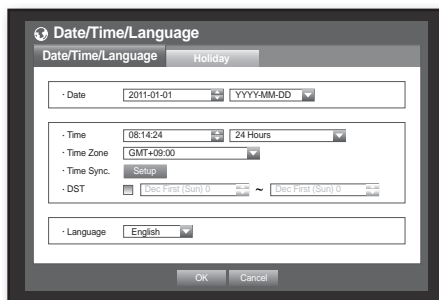 Date/Time/Language
Date/Time/Language Holiday
· Date 2011-01-01 YYYY-MM-DD
· Time 08:14:24 24 Hours
· Time Zone GMT+09:00
· Time Sync. Setup
· DST Dec First (Sun) 0 ~ Dec First (Sun) 0
· Language English
OK Cancel